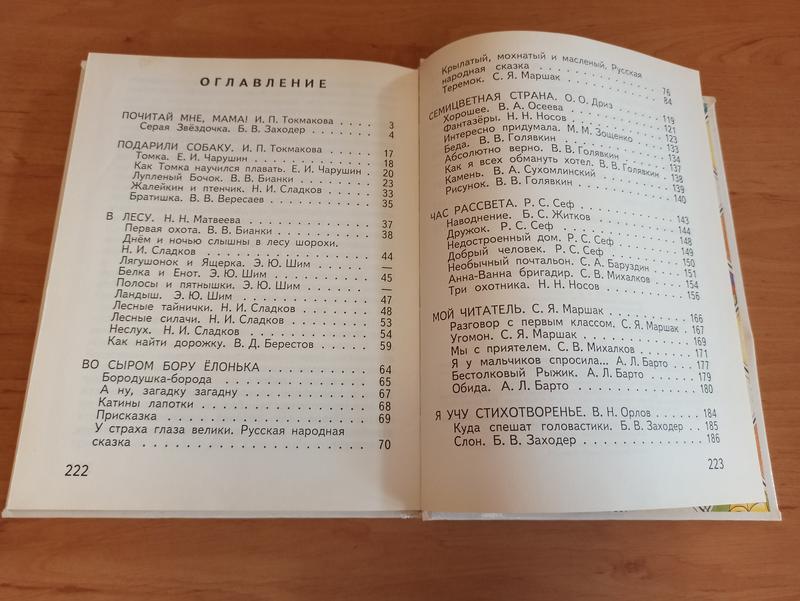 ОГЛАВЛЕНИЕ
ПОЧИТАЙ МНЕ, МАМА! И. П. Токмакова . . . . 3
Серая Звёздочка. Б. В. Заходер . . . . 4
ПОДАРИЛИ СОБАКУ. И. П. Токмакова . . . . 17
Томка. Е. И. Чарушин . . . . 18
Как Томка научился плавать. Е. И. Чарушин . 20
Лупленый Бочок. В. В. Бианки . . . . 23
Жалейкин и птенчик. Н. И. Сладков . . . . 33
Братишка. В. В. Вересаев . . . . 35
В ЛЕСУ. Н. Н. Матвеева . . . . 37
Первая охота. В. В. Бианки . . . . 38
Днём и ночью слышны в лесу шорохи.
Н. И. Сладков . . . . 44
Лягушонок и Ящерка. Э. Ю. Шим . . . . —
Белка и Енот. Э. Ю. Шим . . . . 45
Полосы и пятнышки. Э. Ю. Шим . . . . —
Ландыш. Э. Ю. Шим . . . . 47
Лесные тайнички. Н. И. Сладков . . . . 48
Лесные силачи. Н. И. Сладков . . . . 53
Неслух. Н. И. Сладков . . . . 54
Как найти дорожку. В. Д. Берестов . . . . 59
ВО СЫРОМ БОРУ ЁЛОНЬКА . . . . 64
Бородушка-борода . . . . 65
А ну, загадку загадну . . . . 67
Катины лапотки . . . . 68
Присказка . . . . 69
У страха глаза велики. Русская народная
сказка . . . . 70
222
Крылатый, мохнатый и масленый. Русская
народная сказка . . . . 76
Теремок. С. Я. Маршак . . . . 84
СЕМИЦВЕТНАЯ СТРАНА. О. О. Дриз . . . . 119
Хорошее. В. А. Осеева . . . . 121
Фантазёры. Н. Н. Носов . . . . 123
Интересно придумала. М. М. Зощенко . . . . 133
Беда. В. В. Голявкин . . . . 134
Абсолютно верно. В. В. Голявкин . . . . 137
Как я всех обмануть хотел. В. В. Голявкин . 138
Камень. В. А. Сухомлинский . . . . 139
Рисунок. В. В. Голявкин . . . . 140
ЧАС РАССВЕТА. Р. С. Сеф . . . . 143
Наводнение. Б. С. Житков . . . . 144
Дружок. Р. С. Сеф . . . . 148
Недостроенный дом. Р. С. Сеф . . . . 149
Добрый человек. Р. С. Сеф . . . . 150
Необычный почтальон. С. А. Баруздин . . . . 151
Анна-Ванна бригадир. С. В. Михалков . . . . 154
Три охотника. Н. Н. Носов . . . . 156
МОЙ ЧИТАТЕЛЬ. С. Я. Маршак . . . . 166
Разговор с первым классом. С. Я. Маршак . 167
Угомон. С. Я. Маршак . . . . 169
Мы с приятелем. С. В. Михалков . . . . 171
Я у мальчиков спросила... А. Л. Барто . . . . 177
Бестолковый Рыжик. А. Л. Барто . . . . 179
Обида. А. Л. Барто . . . . 180
Я УЧУ СТИХОТВОРЕНЬЕ. В. Н. Орлов . . . . 184
Куда спешат головастики. Б. В. Заходер . . 185
Слон. Б. В. Заходер . . . . 186
223